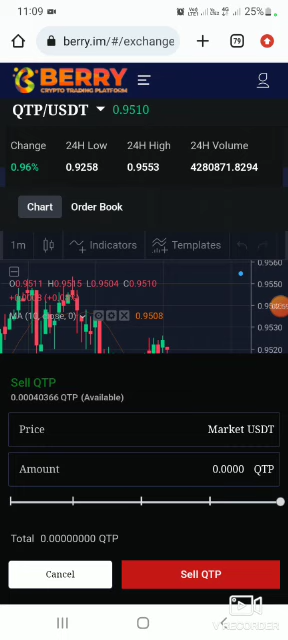 11:09 25%
berry.im/#/exchange 79
BERRY
CRYPTO TRADING PLATFORM
QTP/USDT 0.9510
Change 24H Low 24H High 24H Volume
0.96% 0.9258 0.9553 4280871.8294
Chart Order Book
1m Indicators Templates
0.9560
O0.9511 H0.9515 L0.9504 C0.9510
0.9550
MA (10, close, 0) 0.9508
0.9530
0.9520
Sell QTP
0.00040366 QTP (Available)
Price Market USDT
Amount 0.0000 QTP
Total 0.00000000 QTP
Cancel Sell QTP
V RECORDER